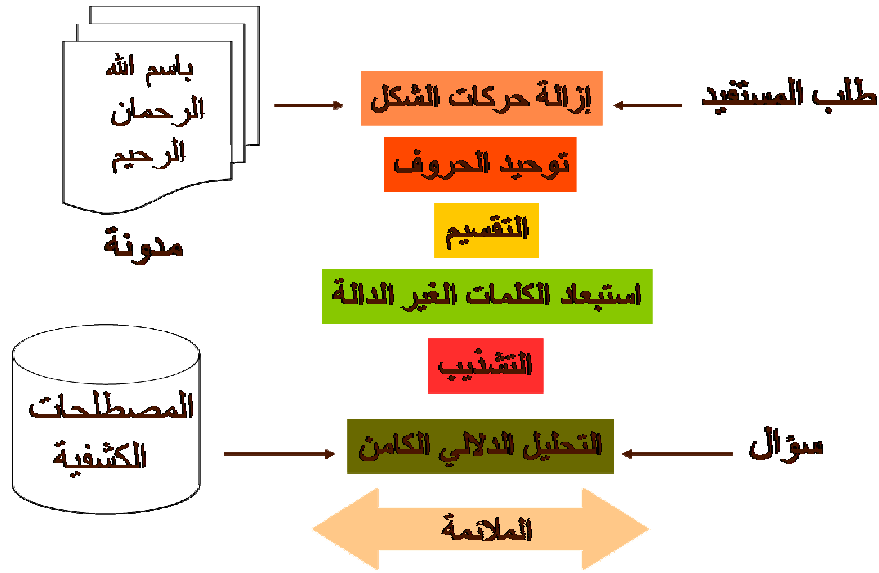 باسم الله
الرحمان
الرحيم
مدونة
إزالة حركات الشكل
طلب المستفيد
توحيد الحروف
التقسيم
استبعاد الكلمات الغير الدالة
التشذيب
المصطلحات
الكشفية
التحليل الدلالي الكامن
سؤال
الملائمة